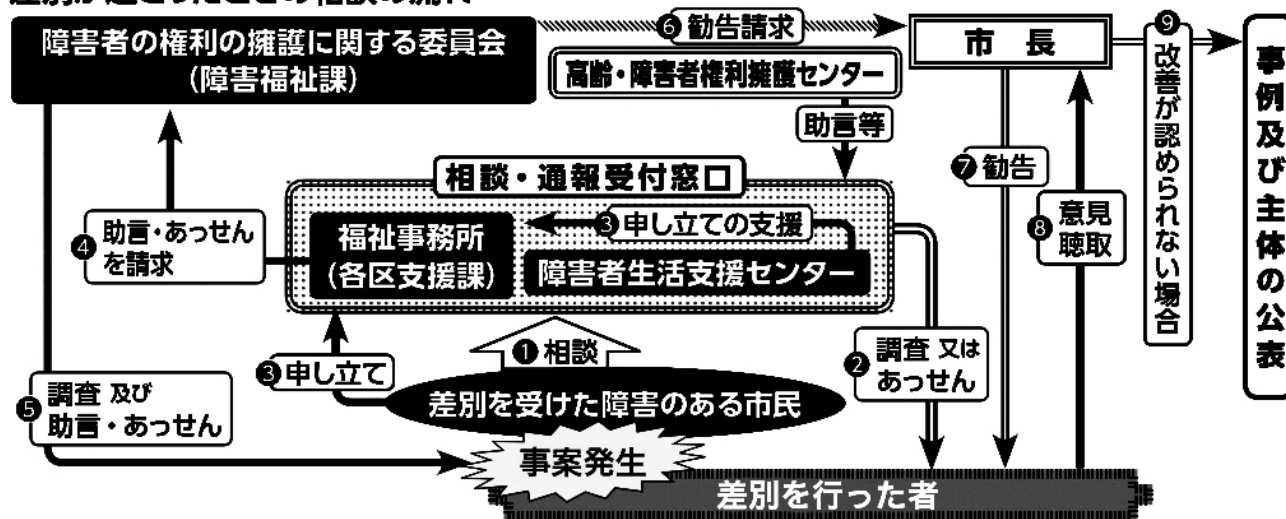 障害者の権利の擁護に関する委員会
(障害福祉課)
❻勧告請求
市長
❾改善が認められない場合
事例及び主体の公表
高齢・障害者権利擁護センター
助言等
相談・通報受付窓口
❼勧告
❽意見
聴取
❹助言・あっせん
を請求
福祉事務所
(各区支援課)
❸申し立ての支援
障害者生活支援センター
❶相談
❷調査 又は
あっせん
❸申し立て
❺調査 及び
助言・あっせん
差別を受けた障害のある市民
事案発生
差別を行った者